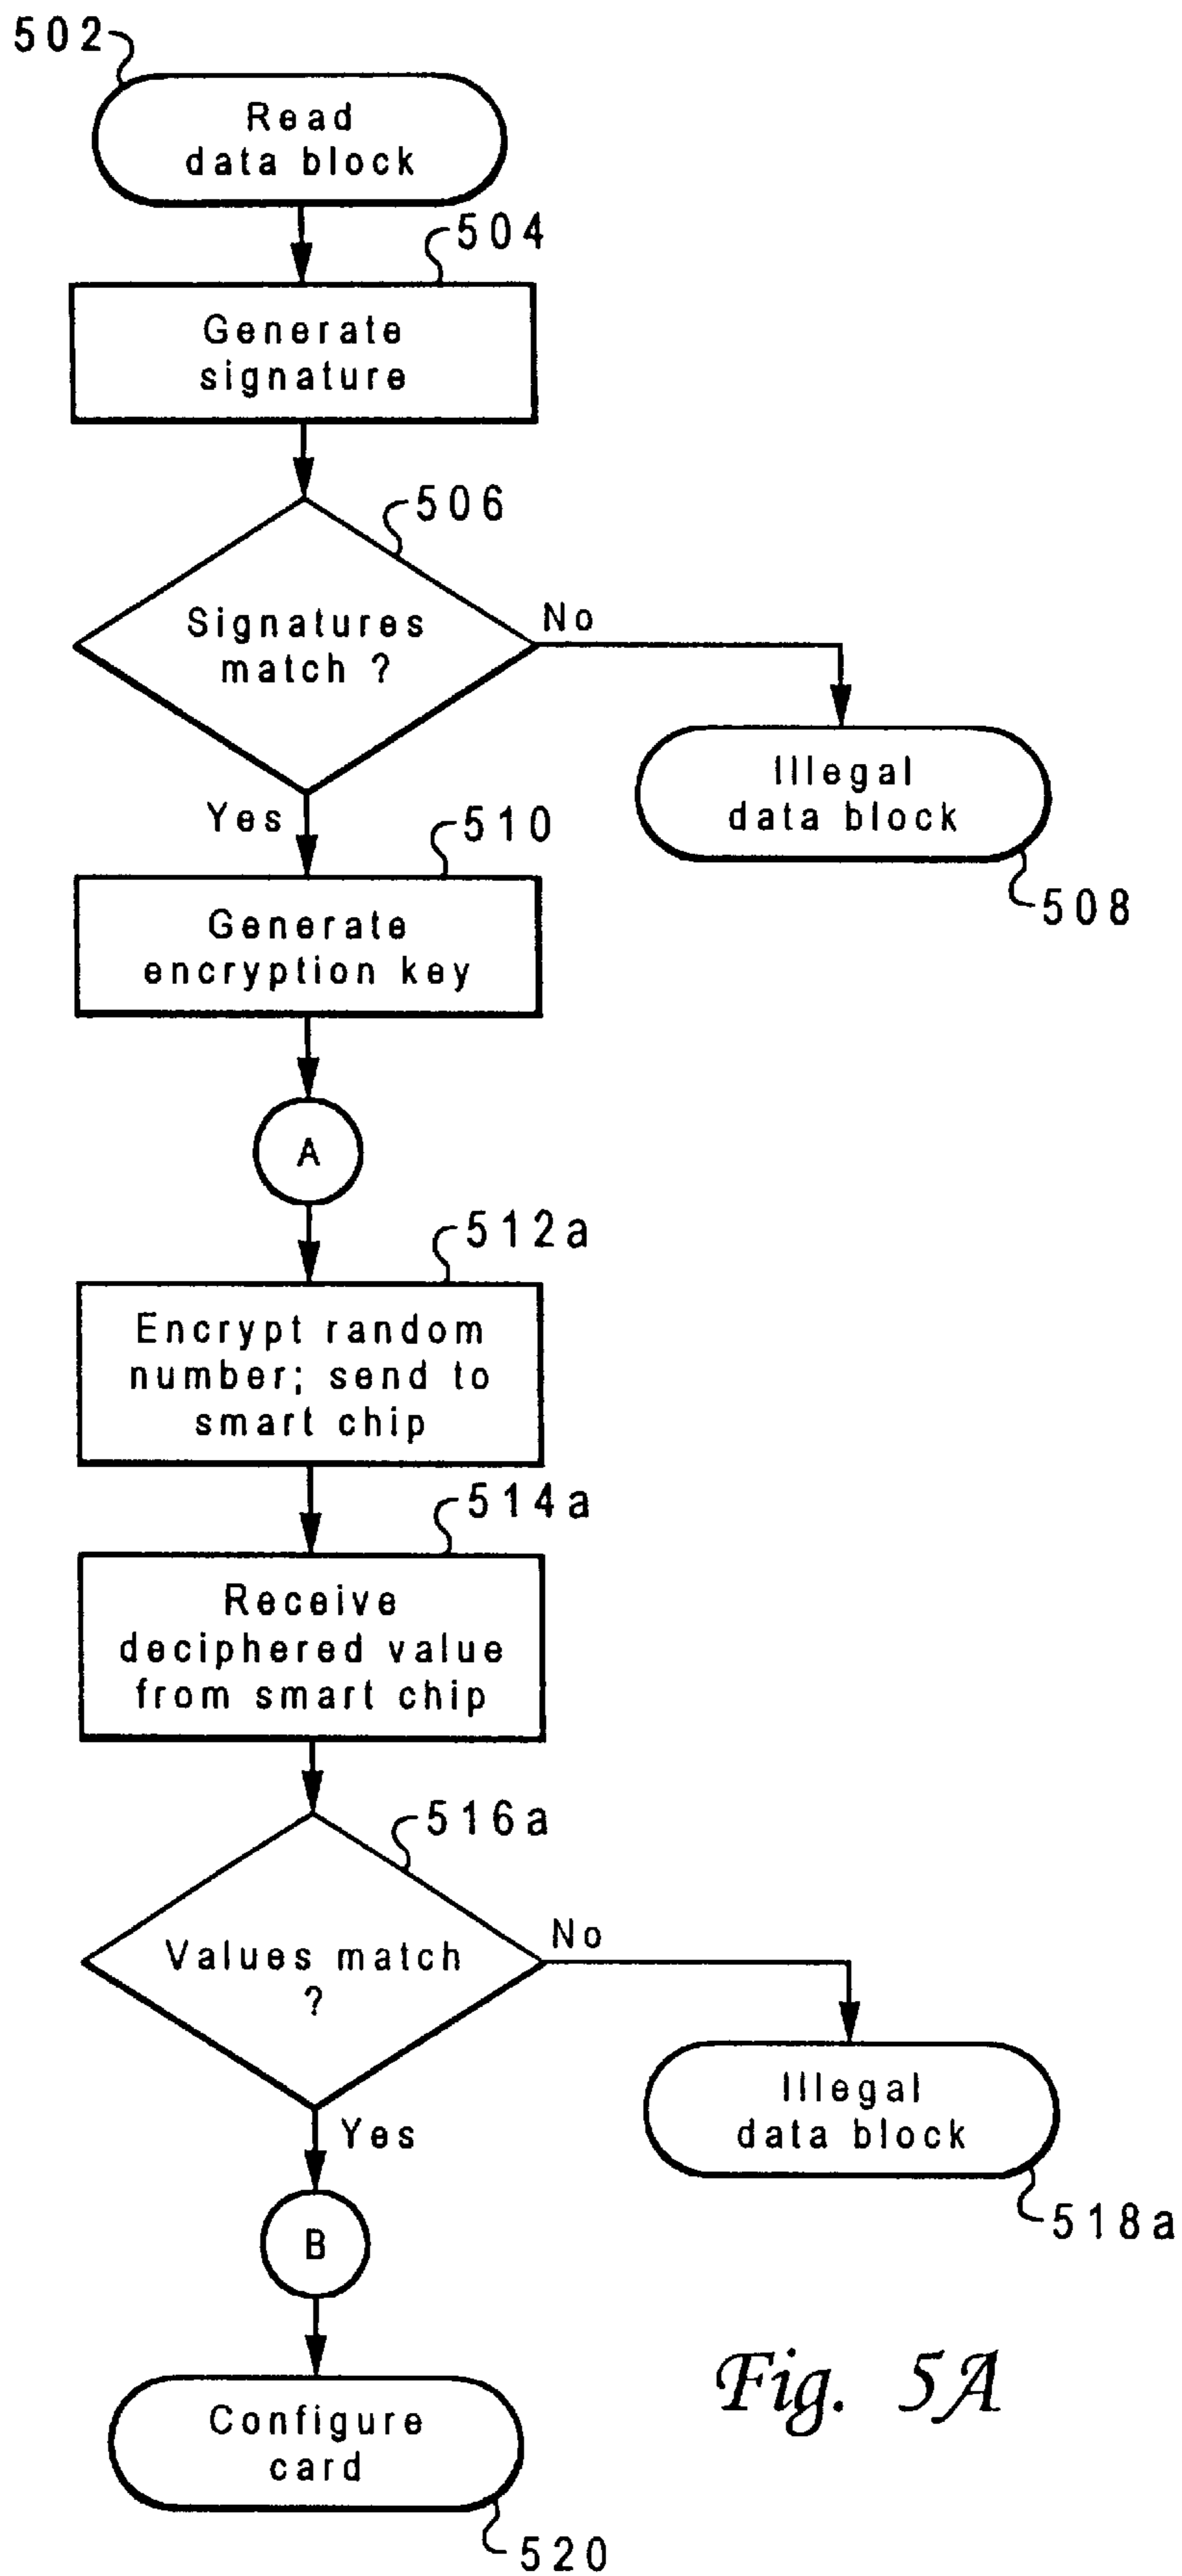 502
Read
data block
504
Generate
signature
506
Signatures
match ?
No
Illegal
data block
508
Yes
510
Generate
encryption key
A
512a
Encrypt random
number; send to
smart chip
514a
Receive
deciphered value
from smart chip
516a
Values match
?
No
Illegal
data block
518a
Yes
B
Configure
card
520
Fig. 5A